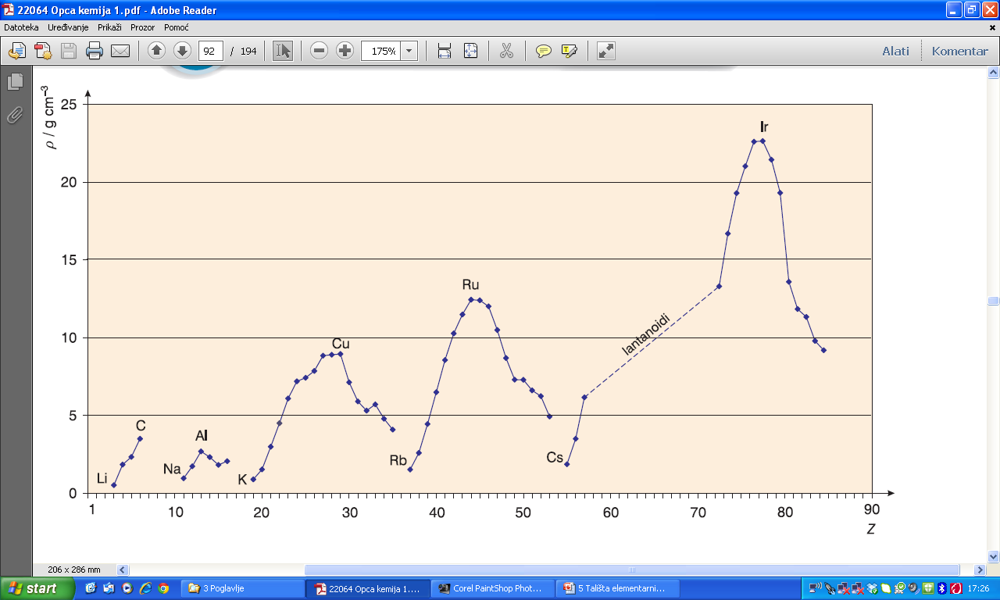 22064 Opca kemija 1.pdf - Adobe Reader
Datoteka Uređivanje Prikaži Prozor Pomoć
92 / 194 175% Alati Komentar
ρ / g cm⁻³
25
20
15
10
5
0
Li
C
Na
Al
K
Cu
Rb
Ru
Cs
lantanoidi
Ir
1 10 20 30 40 50 60 70 80 90
Z
206 x 286 mm
start 3 Poglavlje 22064 Opca kemija 1.... Corel PaintShop Phot... 5 Tališta elementarni... 17:26